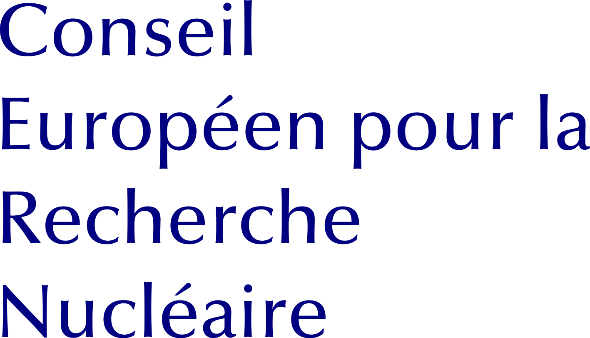 Conseil
Européen pour la
Recherche
Nucléaire